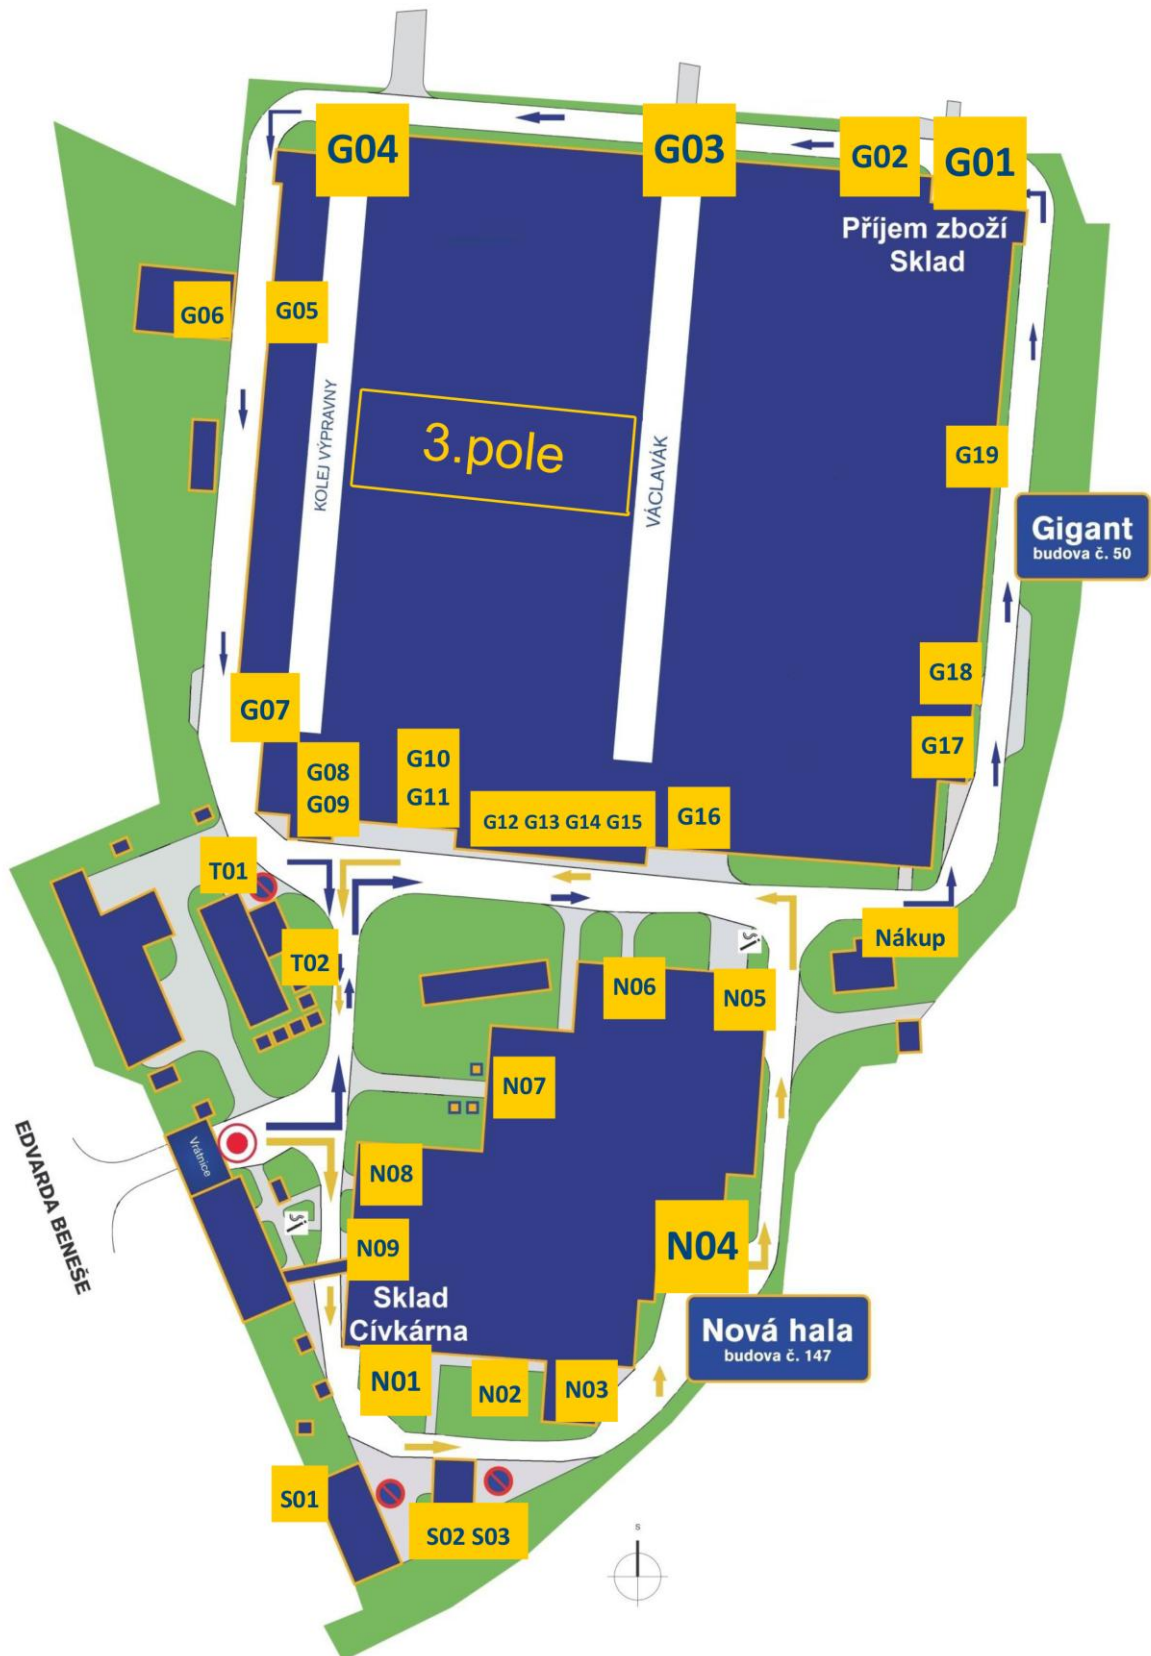 G04
G03
G02
G01
Příjem zboží
Sklad
G06
G05
KOLEJ VÝPRAVNY
3.pole
VÁCLAVÁK
G19
Gigant
budova č. 50
G18
G07
G17
G08
G09
G10
G11
G12 G13 G14 G15
G16
T01
T02
Nákup
N06
N05
N07
EDVARDA BENEŠE
Vrátnice
N08
N09
N04
Sklad
Cívkárna
Nová hala
budova č. 147
N01
N02
N03
S01
S02 S03
S